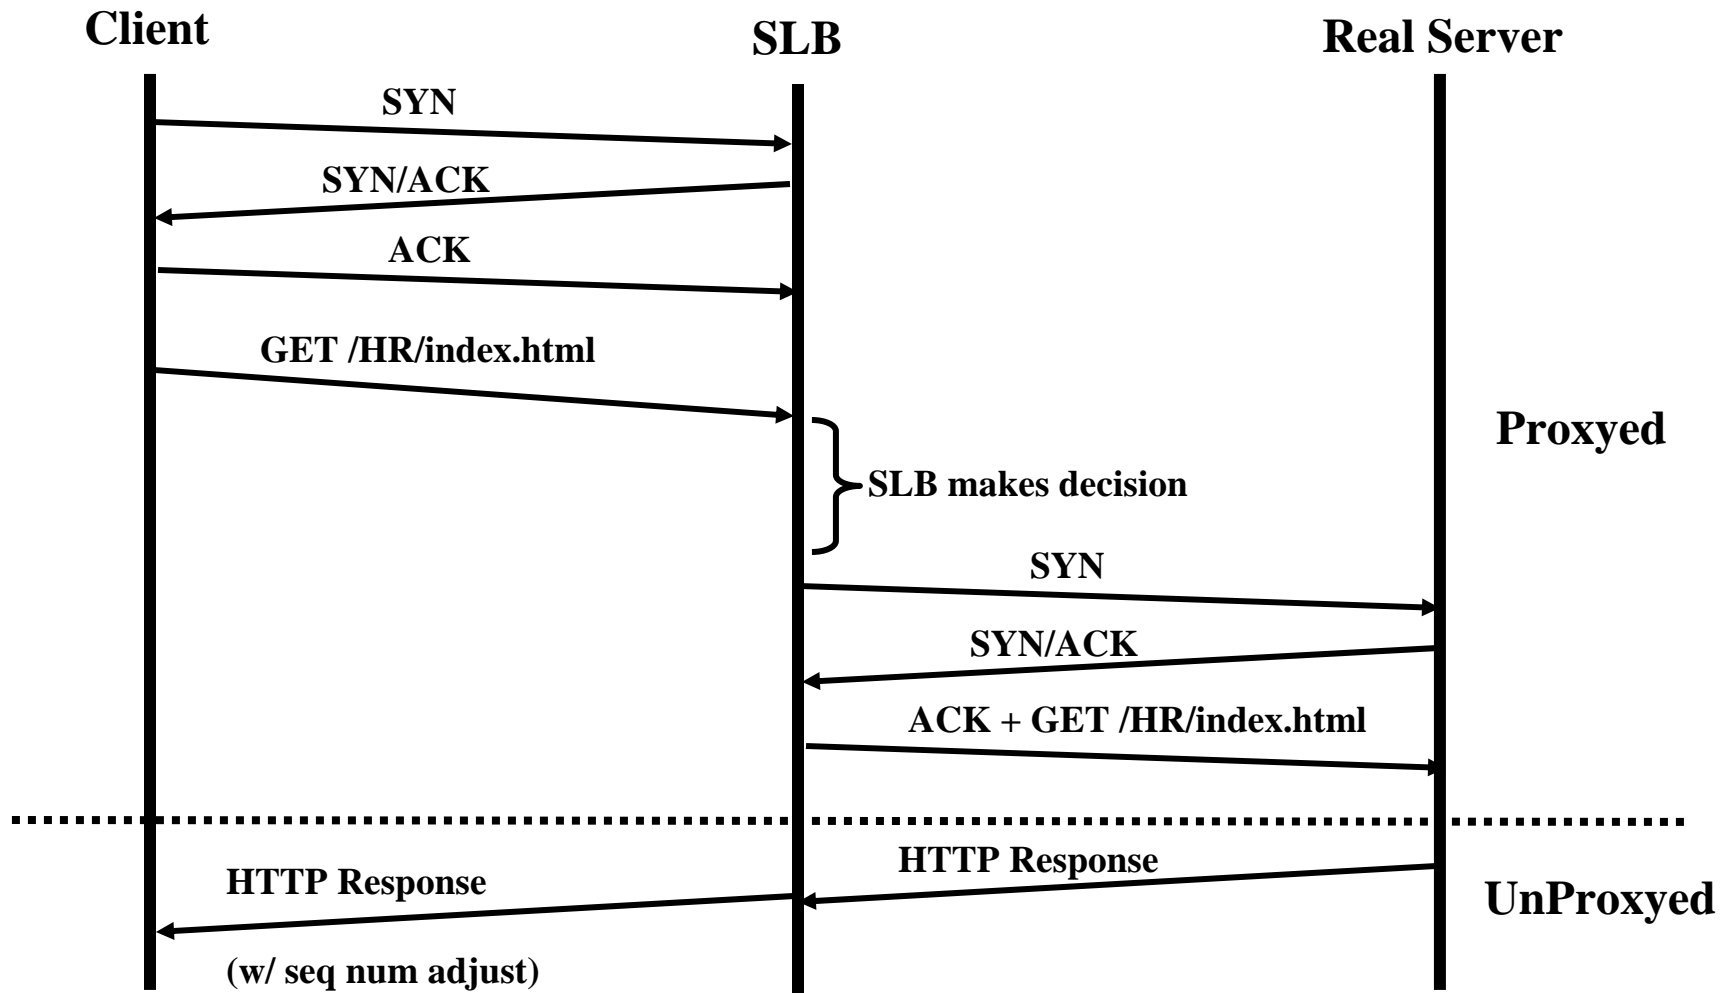 Client
SLB
Real Server
SYN
SYN/ACK
ACK
GET /HR/index.html
Proxyed
SLB makes decision
SYN
SYN/ACK
ACK + GET /HR/index.html
HTTP Response
HTTP Response
UnProxyed
(w/ seq num adjust)